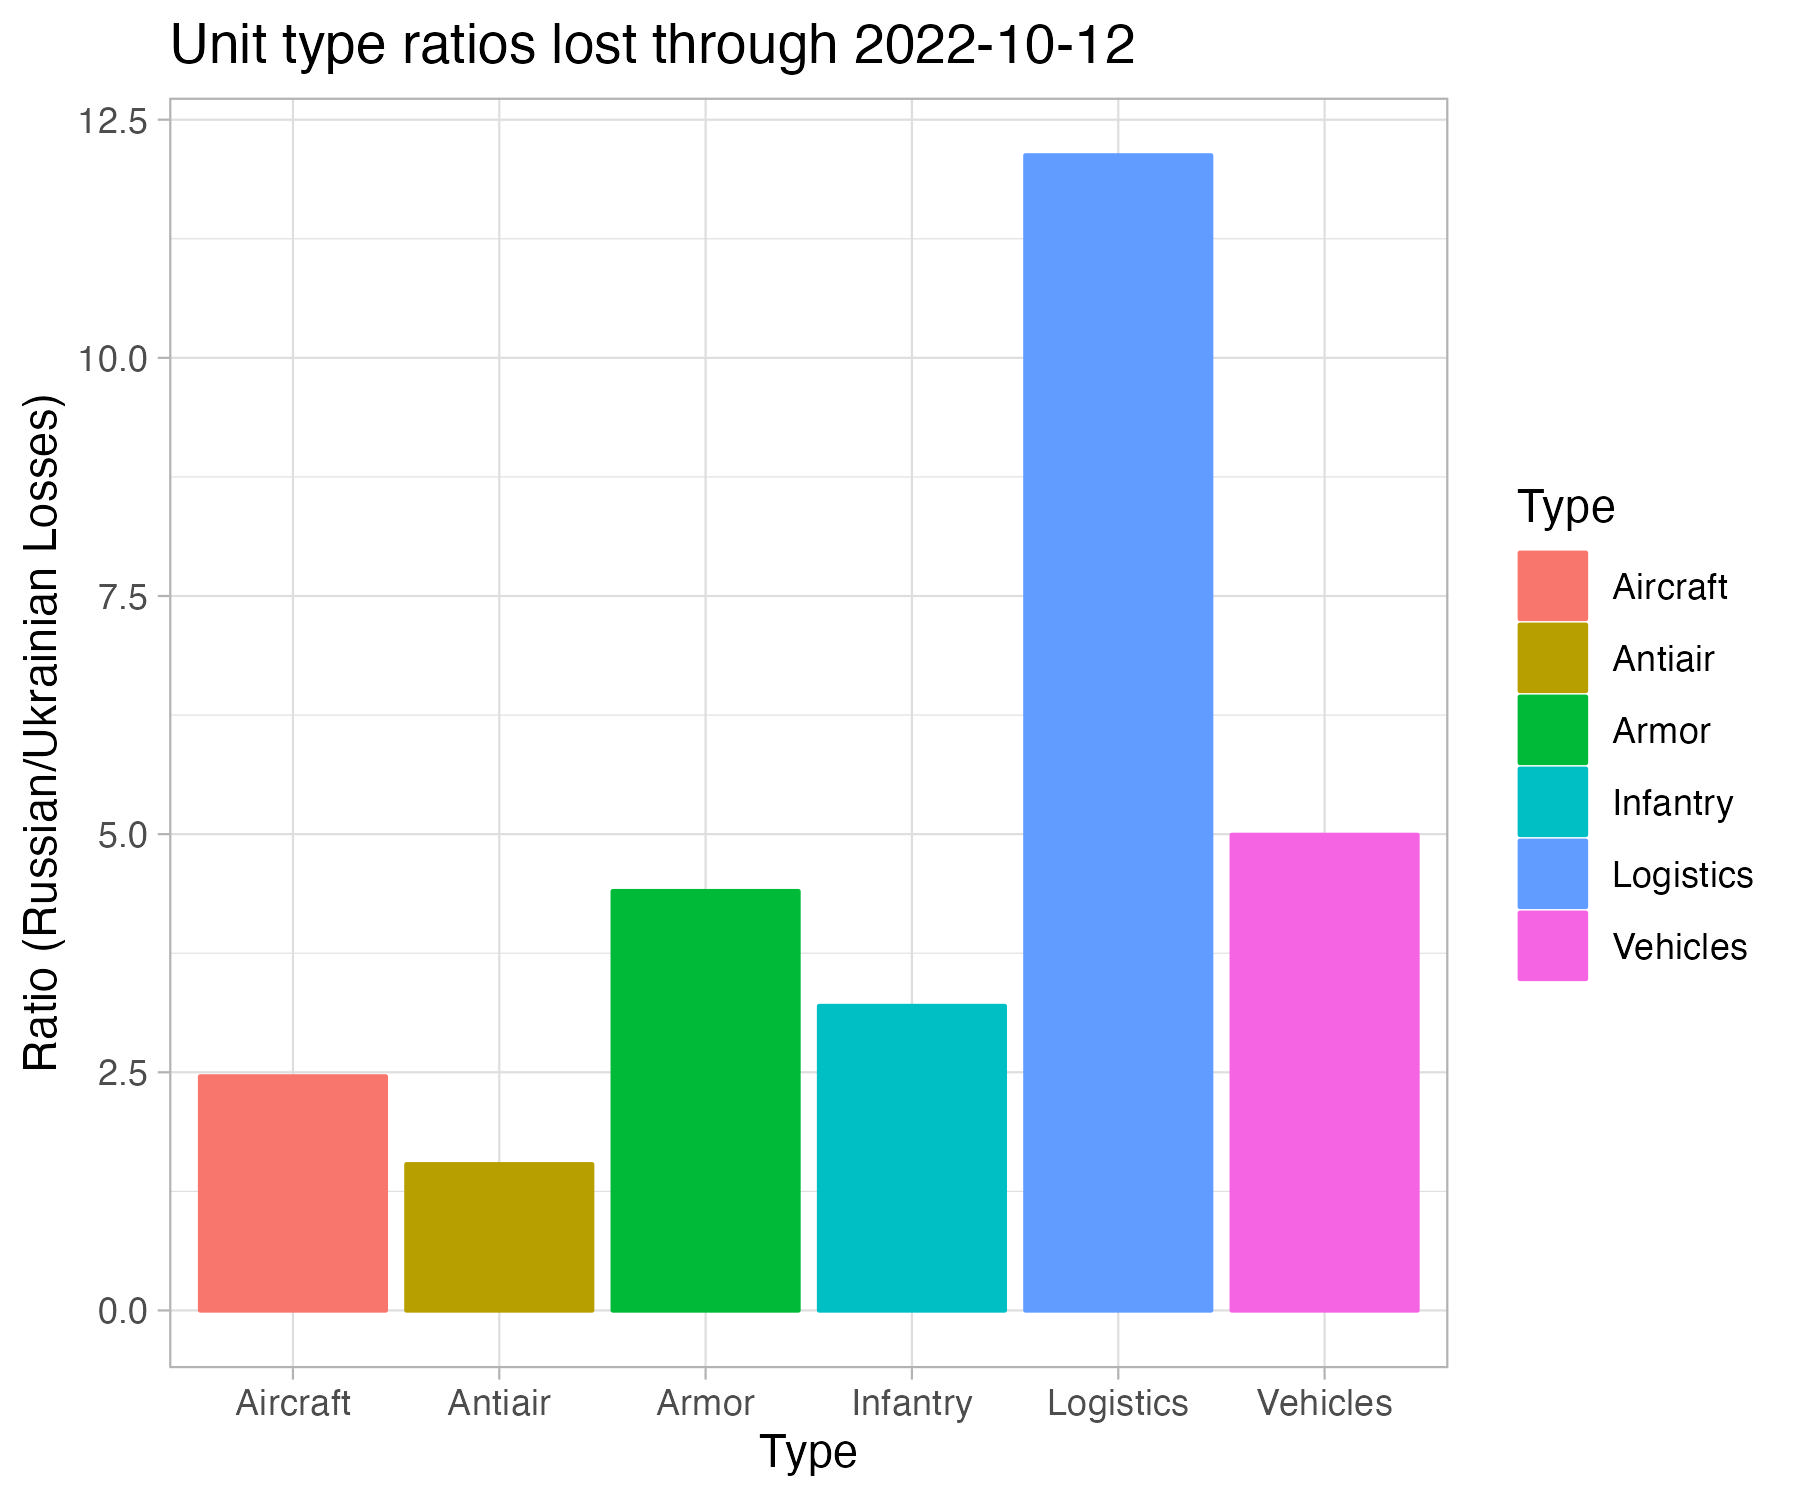 Unit type ratios lost through 2022-10-12
Ratio (Russian/Ukrainian Losses)
12.5
10.0
7.5
5.0
2.5
0.0
Aircraft
Antiair
Armor
Infantry
Logistics
Vehicles
Type
Type
Aircraft
Antiair
Armor
Infantry
Logistics
Vehicles